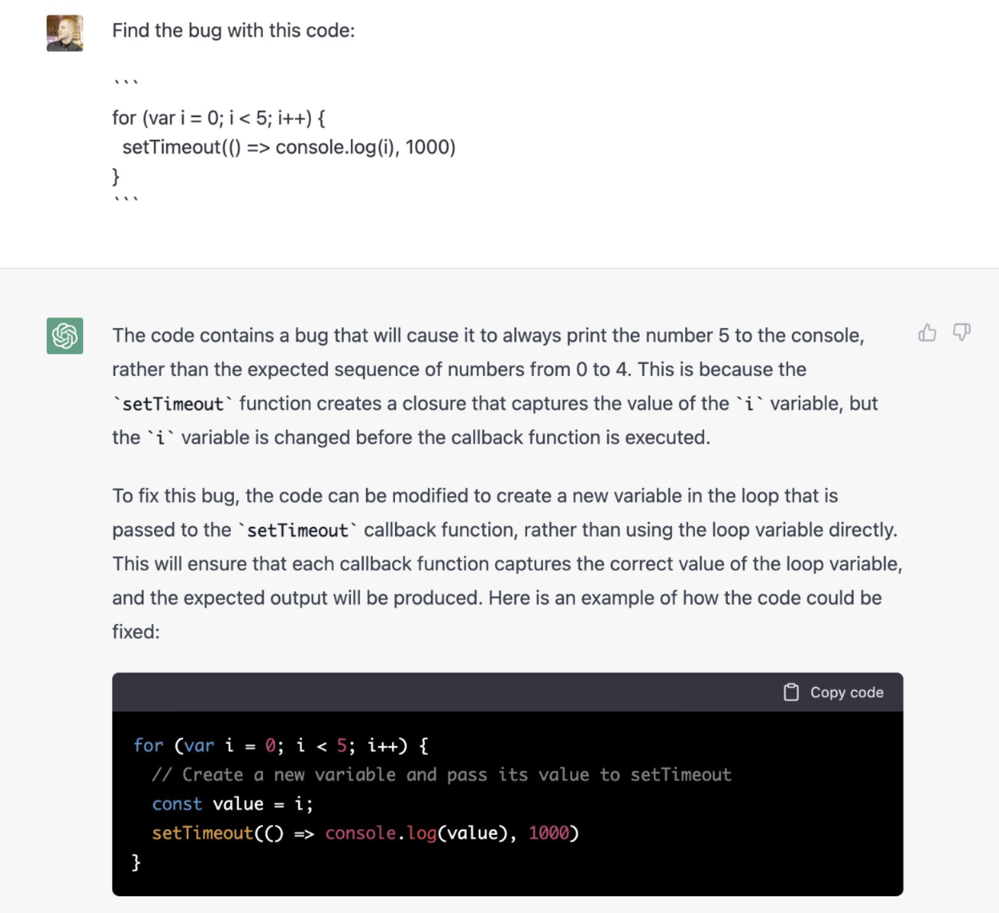 Find the bug with this code:
```
for (var i = 0; i < 5; i++) {
  setTimeout(() => console.log(i), 1000)
}
```
The code contains a bug that will cause it to always print the number 5 to the console,
rather than the expected sequence of numbers from 0 to 4. This is because the
`setTimeout` function creates a closure that captures the value of the `i` variable, but
the `i` variable is changed before the callback function is executed.
To fix this bug, the code can be modified to create a new variable in the loop that is
passed to the `setTimeout` callback function, rather than using the loop variable directly.
This will ensure that each callback function captures the correct value of the loop variable,
and the expected output will be produced. Here is an example of how the code could be
fixed:
Copy code
for (var i = 0; i < 5; i++) {
  // Create a new variable and pass its value to setTimeout
  const value = i;
  setTimeout(() => console.log(value), 1000)
}